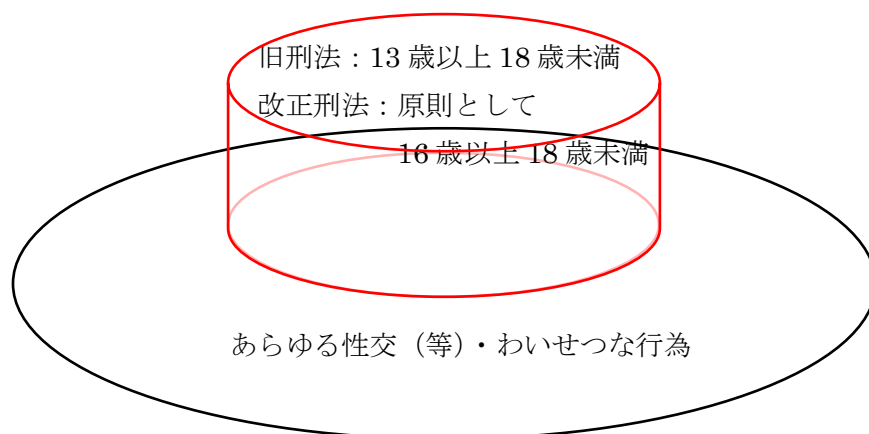 旧刑法：13 歳以上 18 歳未満
改正刑法：原則として
16 歳以上 18 歳未満
あらゆる性交（等）・わいせつな行為